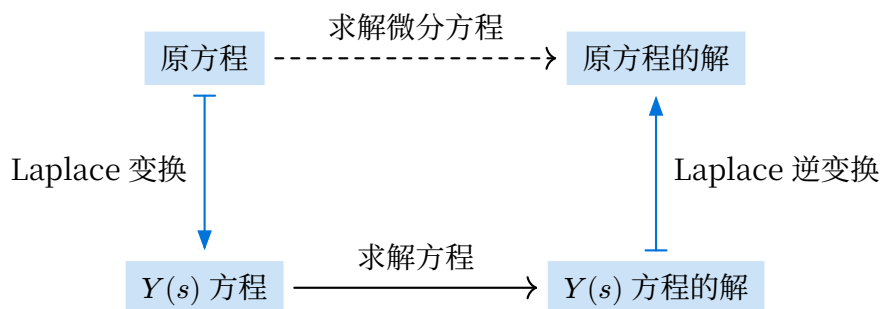 求解微分方程
原方程
原方程的解
Laplace 变换
Laplace 逆变换
求解方程
Y(s) 方程
Y(s) 方程的解